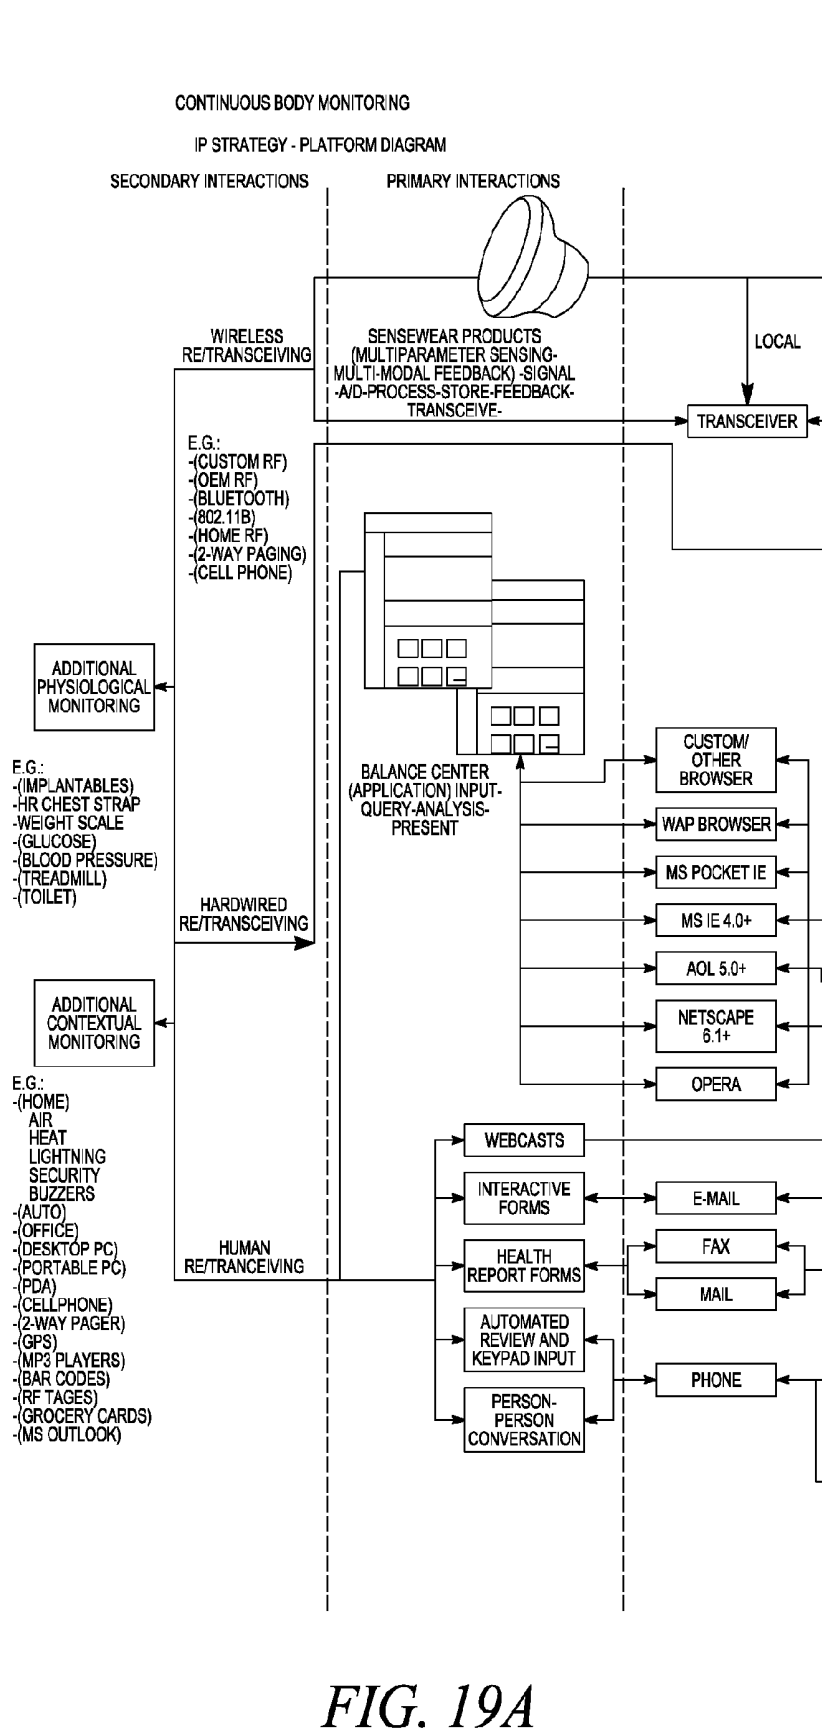 CONTINUOUS BODY MONITORING
IP STRATEGY - PLATFORM DIAGRAM
SECONDARY INTERACTIONS
PRIMARY INTERACTIONS
WIRELESS
RE/TRANSCEIVING
SENSEWEAR PRODUCTS
(MULTIPARAMETER SENSING-
MULTI-MODAL FEEDBACK) -SIGNAL
-A/D-PROCESS-STORE-FEEDBACK-
TRANSCEIVE-
LOCAL
TRANSCEIVER
E.G.:
-(CUSTOM RF)
-(OEM RF)
-(BLUETOOTH)
-(802.11B)
-(HOME RF)
-(2-WAY PAGING)
-(CELL PHONE)
ADDITIONAL
PHYSIOLOGICAL
MONITORING
E.G.:
-(IMPLANTABLES)
-HR CHEST STRAP
-WEIGHT SCALE
-(GLUCOSE)
-(BLOOD PRESSURE)
-(TREADMILL)
-(TOILET)
BALANCE CENTER
(APPLICATION) INPUT-
QUERY-ANALYSIS-
PRESENT
CUSTOM/
OTHER
BROWSER
WAP BROWSER
MS POCKET IE
MS IE 4.0+
AOL 5.0+
NETSCAPE
6.1+
OPERA
HARDWIRED
RE/TRANSCEIVING
ADDITIONAL
CONTEXTUAL
MONITORING
E.G.:
-(HOME)
AIR
HEAT
LIGHTNING
SECURITY
BUZZERS
-(AUTO)
-(OFFICE)
-(DESKTOP PC)
-(PORTABLE PC)
-(PDA)
-(CELLPHONE)
-(2-WAY PAGER)
-(GPS)
-(MP3 PLAYERS)
-(BAR CODES)
-(RF TAGES)
-(GROCERY CARDS)
-(MS OUTLOOK)
HUMAN
RE/TRANCEIVING
WEBCASTS
INTERACTIVE
FORMS
HEALTH
REPORT FORMS
AUTOMATED
REVIEW AND
KEYPAD INPUT
PERSON-
PERSON
CONVERSATION
E-MAIL
FAX
MAIL
PHONE
FIG. 19A